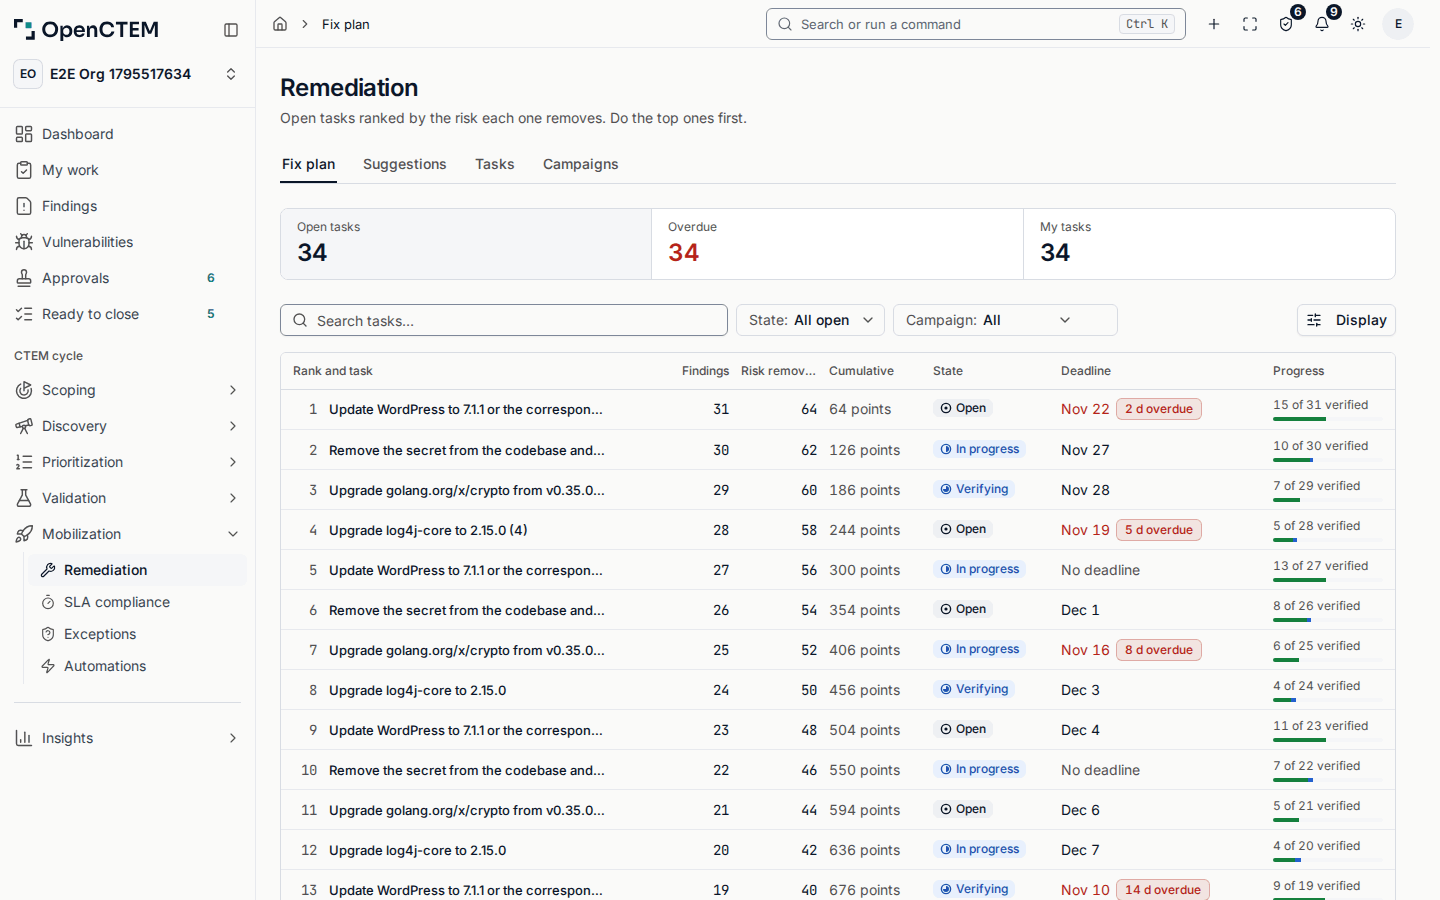 OpenCTEM
EO E2E Org 1795517634
Dashboard
My work
Findings
Vulnerabilities
Approvals 6
Ready to close 5
CTEM cycle
Scoping
Discovery
Prioritization
Validation
Mobilization
Remediation
SLA compliance
Exceptions
Automations
Insights
Fix plan
Search or run a command Ctrl K
6
9
E
Remediation
Open tasks ranked by the risk each one removes. Do the top ones first.
Fix plan Suggestions Tasks Campaigns
Open tasks
34
Overdue
34
My tasks
34
Search tasks... State: All open Campaign: All Display
Rank and task Findings Risk remov... Cumulative State Deadline Progress
1 Update WordPress to 7.1.1 or the correspon... 31 64 64 points Open Nov 22 2 d overdue 15 of 31 verified
2 Remove the secret from the codebase and... 30 62 126 points In progress Nov 27 10 of 30 verified
3 Upgrade golang.org/x/crypto from v0.35.0... 29 60 186 points Verifying Nov 28 7 of 29 verified
4 Upgrade log4j-core to 2.15.0 (4) 28 58 244 points Open Nov 19 5 d overdue 5 of 28 verified
5 Update WordPress to 7.1.1 or the correspon... 27 56 300 points In progress No deadline 13 of 27 verified
6 Remove the secret from the codebase and... 26 54 354 points Open Dec 1 8 of 26 verified
7 Upgrade golang.org/x/crypto from v0.35.0... 25 52 406 points In progress Nov 16 8 d overdue 6 of 25 verified
8 Upgrade log4j-core to 2.15.0 24 50 456 points Verifying Dec 3 4 of 24 verified
9 Update WordPress to 7.1.1 or the correspon... 23 48 504 points Open Dec 4 11 of 23 verified
10 Remove the secret from the codebase and... 22 46 550 points In progress No deadline 7 of 22 verified
11 Upgrade golang.org/x/crypto from v0.35.0... 21 44 594 points Open Dec 6 5 of 21 verified
12 Upgrade log4j-core to 2.15.0 20 42 636 points In progress Dec 7 4 of 20 verified
13 Update WordPress to 7.1.1 or the correspon... 19 40 676 points Verifying Nov 10 14 d overdue 9 of 19 verified